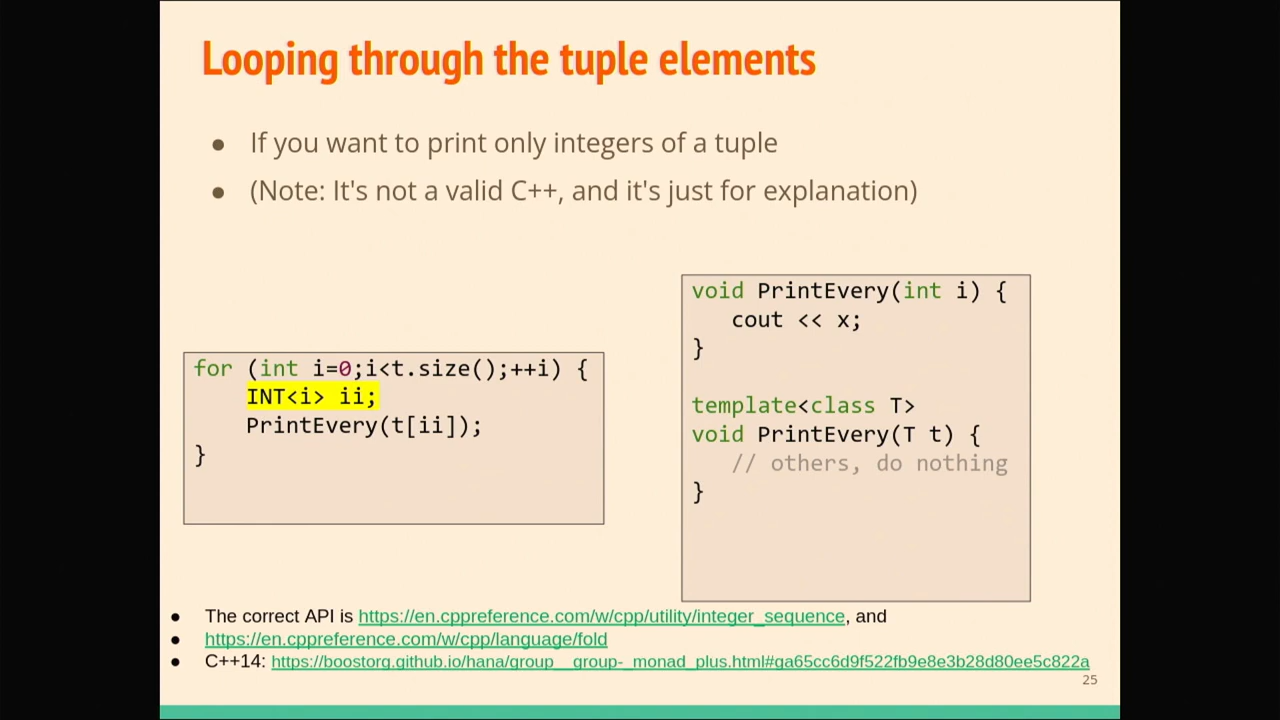 Looping through the tuple elements
● If you want to print only integers of a tuple
● (Note: It's not a valid C++, and it's just for explanation)
for (int i=0;i<t.size();++i) {
INT<i> ii;
PrintEvery(t[ii]);
}
void PrintEvery(int i) {
cout << x;
}
template<class T>
void PrintEvery(T t) {
// others, do nothing
}
● The correct API is https://en.cppreference.com/w/cpp/utility/integer_sequence, and
● https://en.cppreference.com/w/cpp/language/fold
● C++14: https://boostorg.github.io/hana/group__group-_monad_plus.html#ga65cc6d9f522fb9e8e3b28d80ee5c822a
25